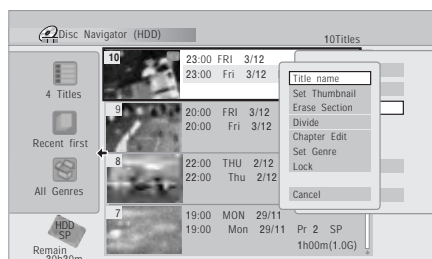 Disc Navigator (HDD)
10Titles
4 Titles
Recent first
All Genres
HDD
SP
Remain
30h30m
10
23:00 FRI 3/12
23:00 Fri 3/12
9
20:00 FRI 3/12
20:00 Fri 3/12
8
22:00 THU 2/12
22:00 Thu 2/12
7
19:00 MON 29/11
19:00 Mon 29/11 Pr 2 SP
1h00m(1.0G)
Title name
Set Thumbnail
Erase Section
Divide
Chapter Edit
Set Genre
Lock
Cancel